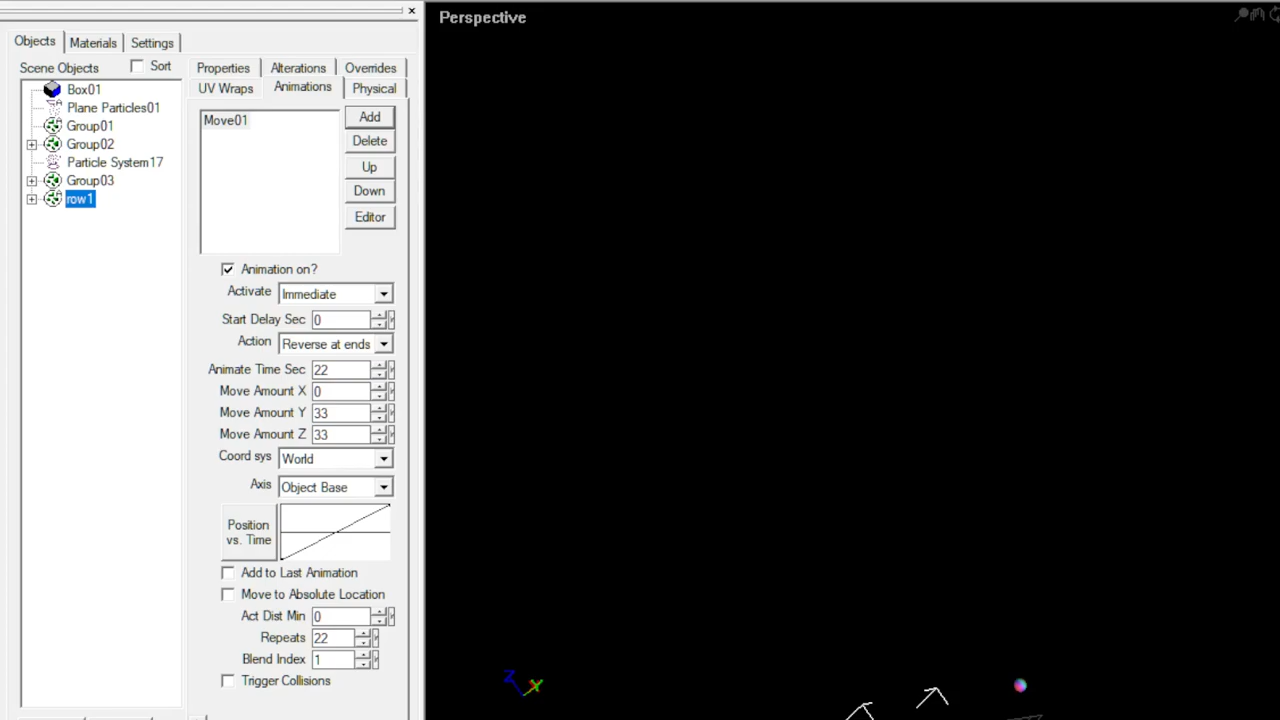 Perspective
Objects Materials Settings
Scene Objects Sort
Properties Alterations Overrides
UV Wraps Animations Physical
Box01
Plane Particles01
Group01
Group02
Particle System17
Group03
row1
Move01
Add
Delete
Up
Down
Editor
Animation on?
Activate Immediate
Start Delay Sec 0
Action Reverse at ends
Animate Time Sec 22
Move Amount X 0
Move Amount Y 33
Move Amount Z 33
Coord sys World
Axis Object Base
Position
vs. Time
Add to Last Animation
Move to Absolute Location
Act Dist Min 0
Repeats 22
Blend Index 1
Trigger Collisions
Z X